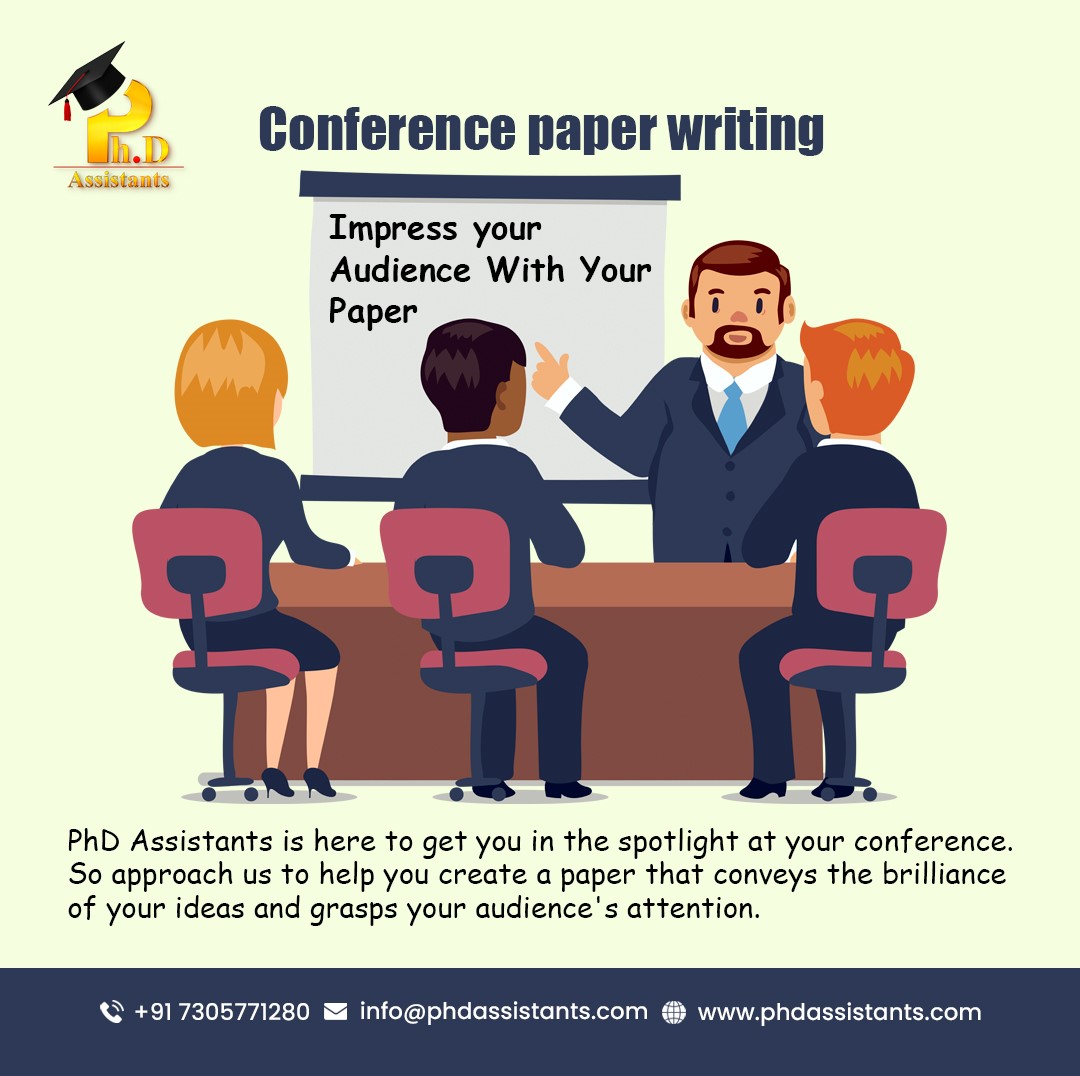 Ph.D
Assistants
Conference paper writing
Impress your
Audience With Your
Paper
PhD Assistants is here to get you in the spotlight at your conference.
So approach us to help you create a paper that conveys the brilliance
of your ideas and grasps your audience's attention.
+91 7305771280 info@phdassistants.com www.phdassistants.com